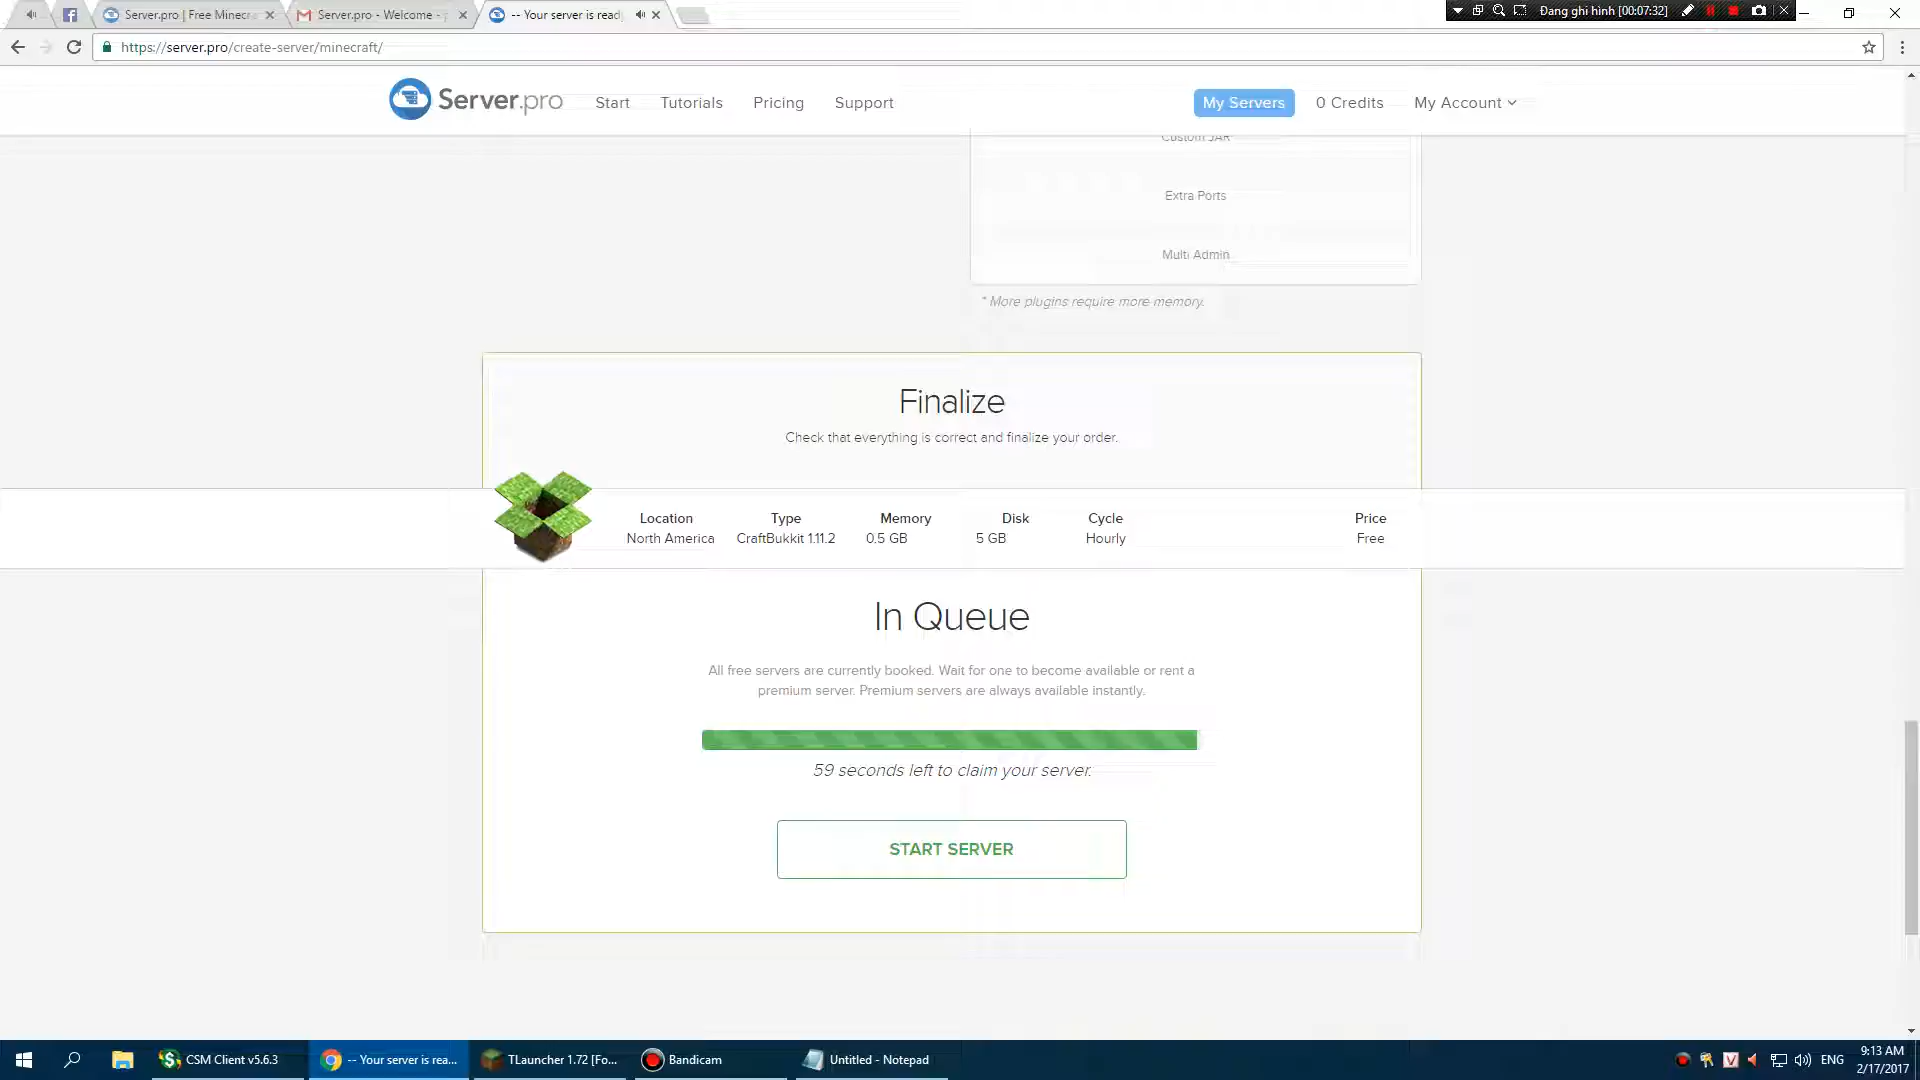 Server.pro | Free Minecr
Server.pro - Welcome -
-- Your server is read
Đang ghi hình [00:07:32]
https://server.pro/create-server/minecraft/
Server.pro
Start
Tutorials
Pricing
Support
My Servers
0 Credits
My Account
Custom JAR
Extra Ports
Multi Admin
* More plugins require more memory.
Finalize
Check that everything is correct and finalize your order.
Location Type Memory Disk Cycle Price
North America CraftBukkit 1.11.2 0.5 GB 5 GB Hourly Free
In Queue
All free servers are currently booked. Wait for one to become available or rent a
premium server. Premium servers are always available instantly.
59 seconds left to claim your server.
START SERVER
CSM Client v5.6.3
-- Your server is rea...
TLauncher 1.72 [Fo...
Bandicam
Untitled - Notepad
ENG
9:13 AM
2/17/2017